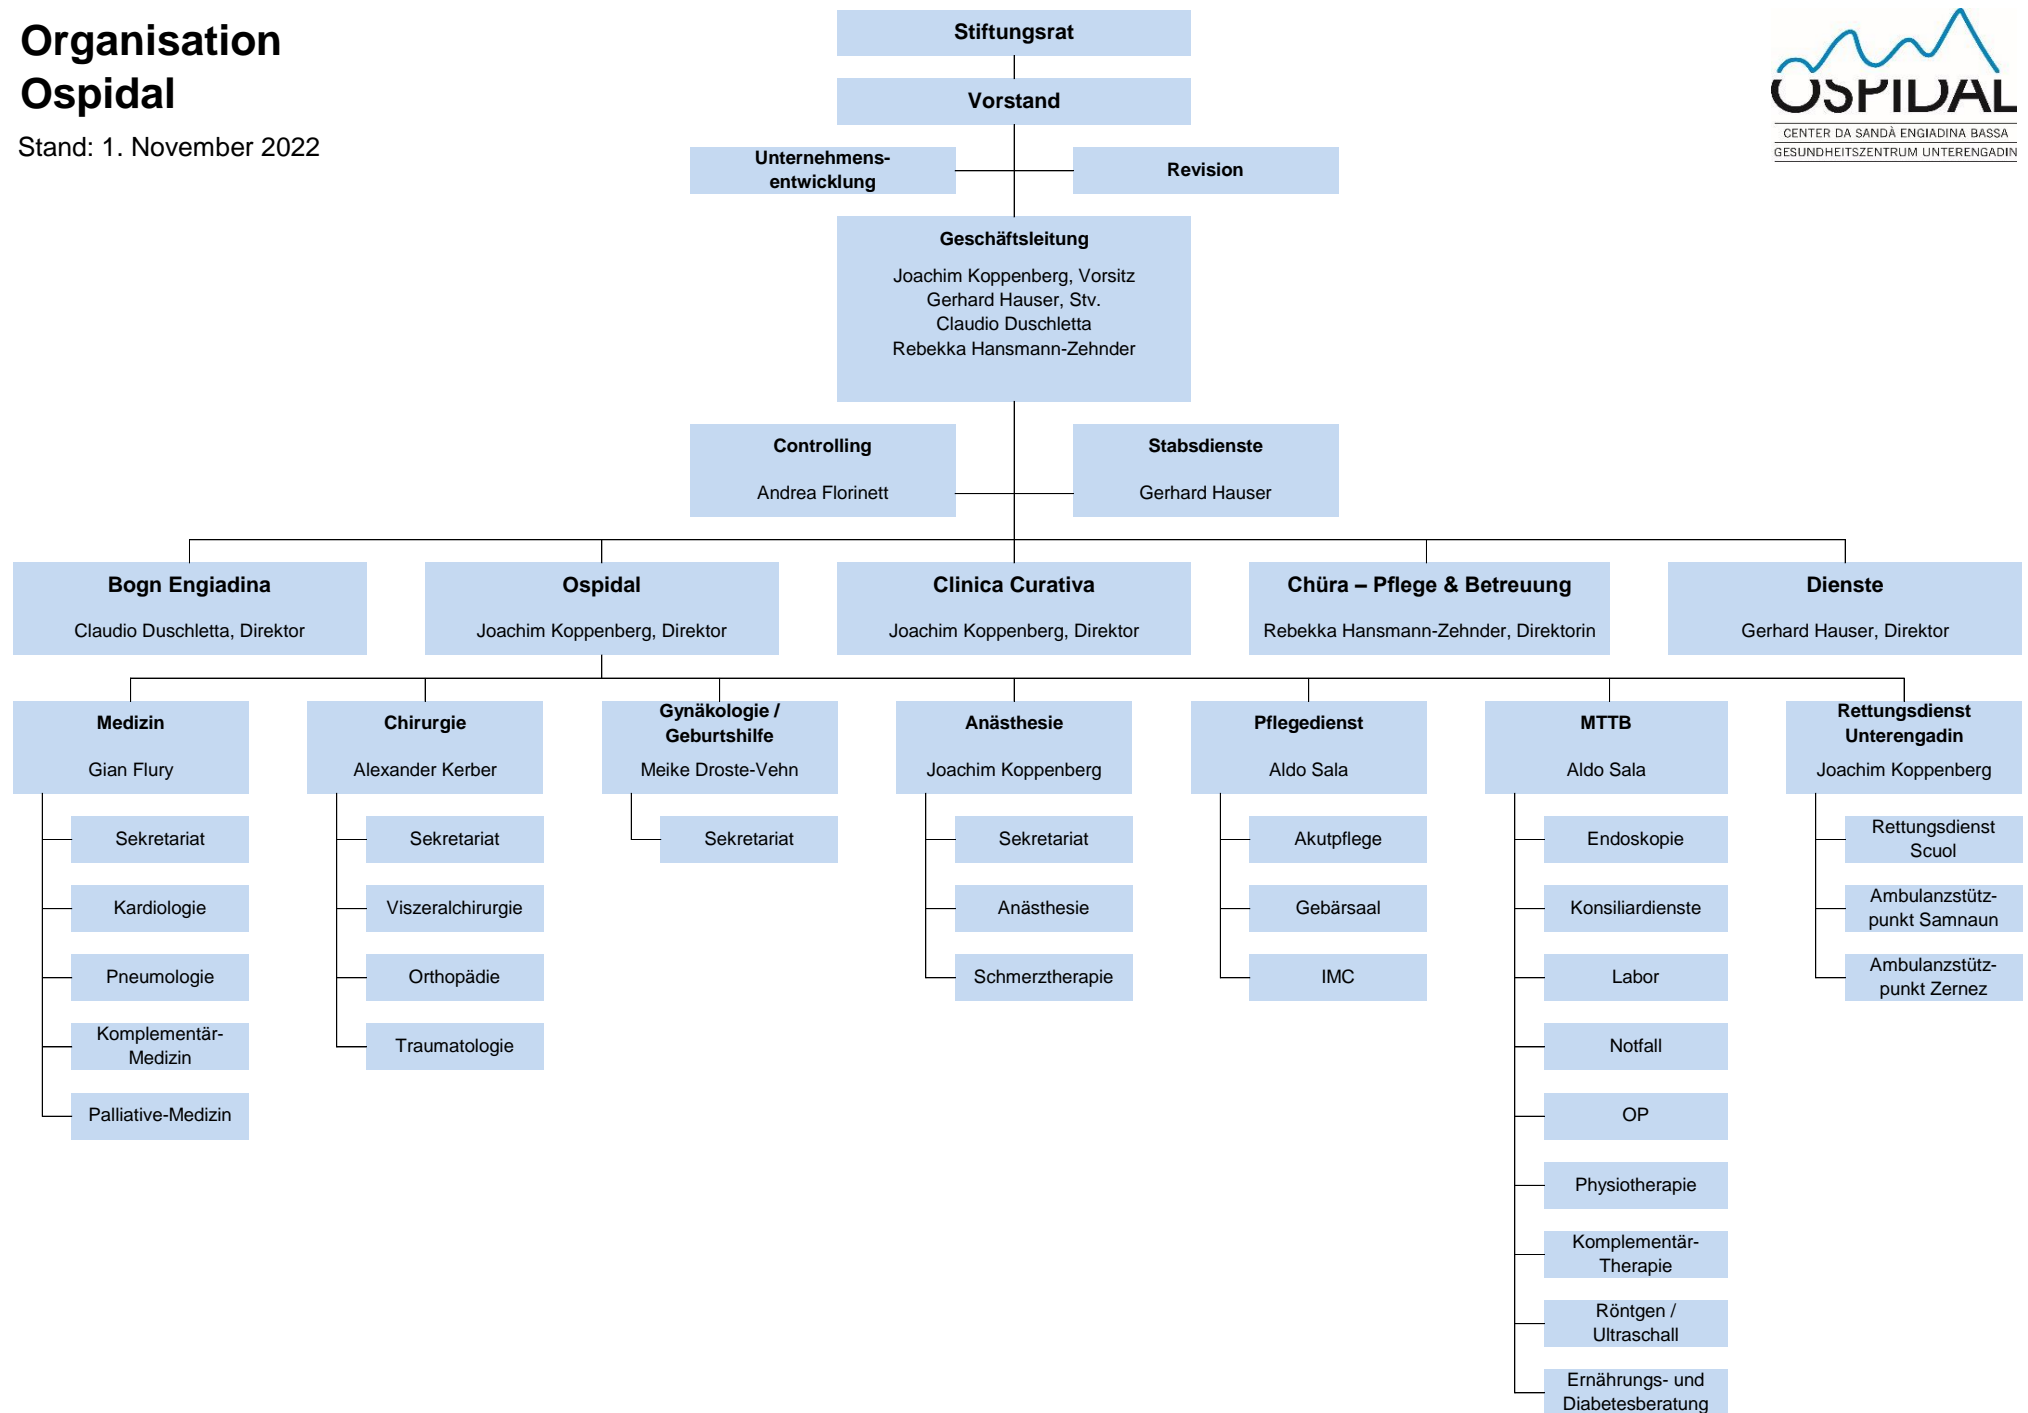 Organisation
Ospidal
Stand: 1. November 2022
OSPIDAL
CENTER DA SANDÀ ENGIADINA BASSA
GESUNDHEITSZENTRUM UNTERENGADIN
Stiftungsrat
Vorstand
Unternehmens-
entwicklung
Revision
Geschäftsleitung
Joachim Koppenberg, Vorsitz
Gerhard Hauser, Stv.
Claudio Duschletta
Rebekka Hansmann-Zehnder
Controlling
Andrea Florinett
Stabsdienste
Gerhard Hauser
Bogn Engiadina
Claudio Duschletta, Direktor
Ospidal
Joachim Koppenberg, Direktor
Clinica Curativa
Joachim Koppenberg, Direktor
Chüra – Pflege & Betreuung
Rebekka Hansmann-Zehnder, Direktorin
Dienste
Gerhard Hauser, Direktor
Medizin
Gian Flury
Sekretariat
Kardiologie
Pneumologie
Komplementär-
Medizin
Palliative-Medizin
Chirurgie
Alexander Kerber
Sekretariat
Viszeralchirurgie
Orthopädie
Traumatologie
Gynäkologie /
Geburtshilfe
Meike Droste-Vehn
Sekretariat
Anästhesie
Joachim Koppenberg
Sekretariat
Anästhesie
Schmerztherapie
Pflegedienst
Aldo Sala
Akutpflege
Gebärsaal
IMC
MTTB
Aldo Sala
Endoskopie
Konsiliardienste
Labor
Notfall
OP
Physiotherapie
Komplementär-
Therapie
Röntgen /
Ultraschall
Ernährungs- und
Diabetesberatung
Rettungsdienst
Unterengadin
Joachim Koppenberg
Rettungsdienst
Scuol
Ambulanzstütz-
punkt Samnaun
Ambulanzstütz-
punkt Zernez